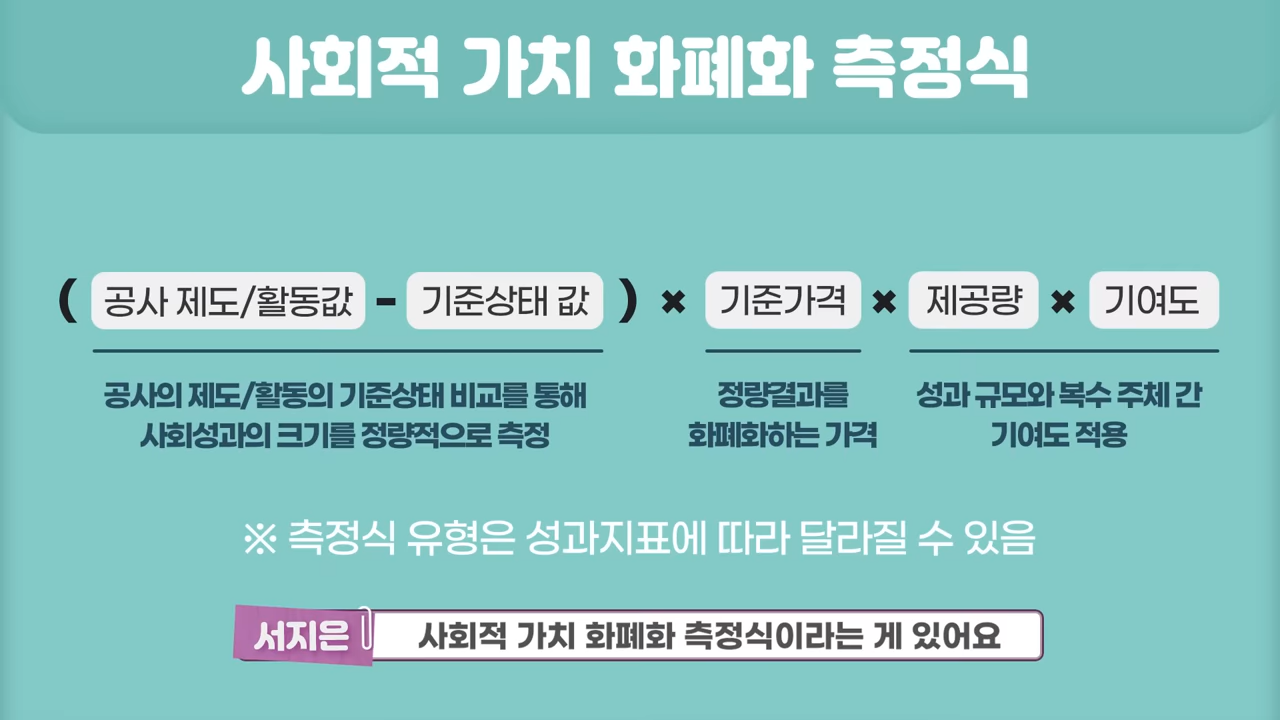 사회적 가치 화폐화 측정식
( 공사 제도/활동값 - 기준상태 값 ) × 기준가격 × 제공량 × 기여도
공사의 제도/활동의 기준상태 비교를 통해
사회성과의 크기를 정량적으로 측정
정량결과를
화폐화하는 가격
성과 규모와 복수 주체 간
기여도 적용
※ 측정식 유형은 성과지표에 따라 달라질 수 있음
서지은 사회적 가치 화폐화 측정식이라는 게 있어요